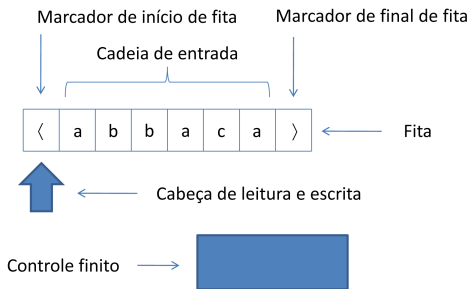 Marcador de início de fita
Marcador de final de fita
Cadeia de entrada
〈 a b b a c a 〉
Fita
Cabeça de leitura e escrita
Controle finito